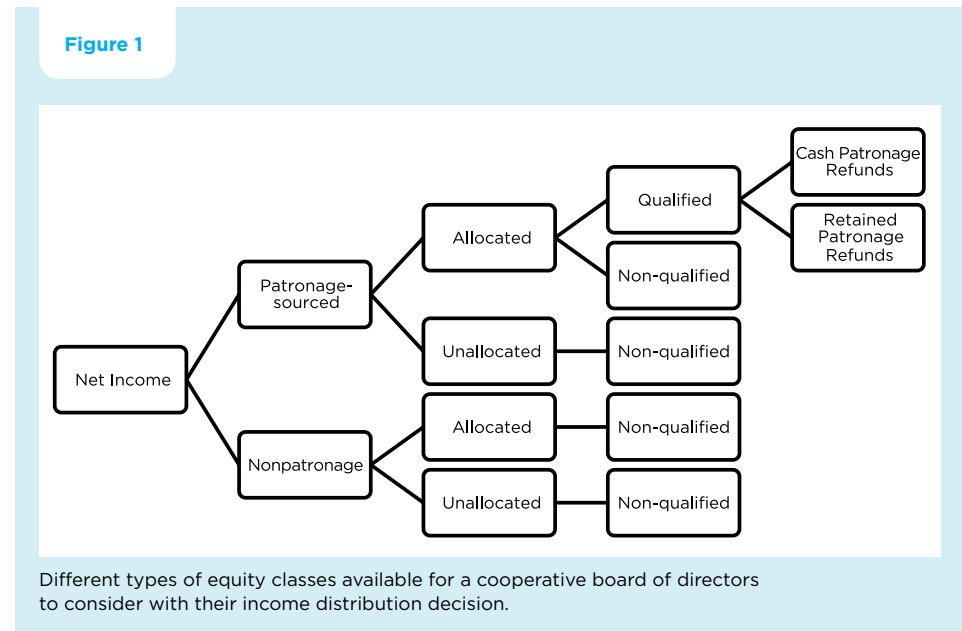 Figure 1
Cash Patronage
Refunds
Qualified
Retained
Patronage
Refunds
Allocated
Non-qualified
Patronage-
sourced
Unallocated
Non-qualified
Net Income
Allocated
Non-qualified
Nonpatronage
Unallocated
Non-qualified
Different types of equity classes available for a cooperative board of directors
to consider with their income distribution decision.